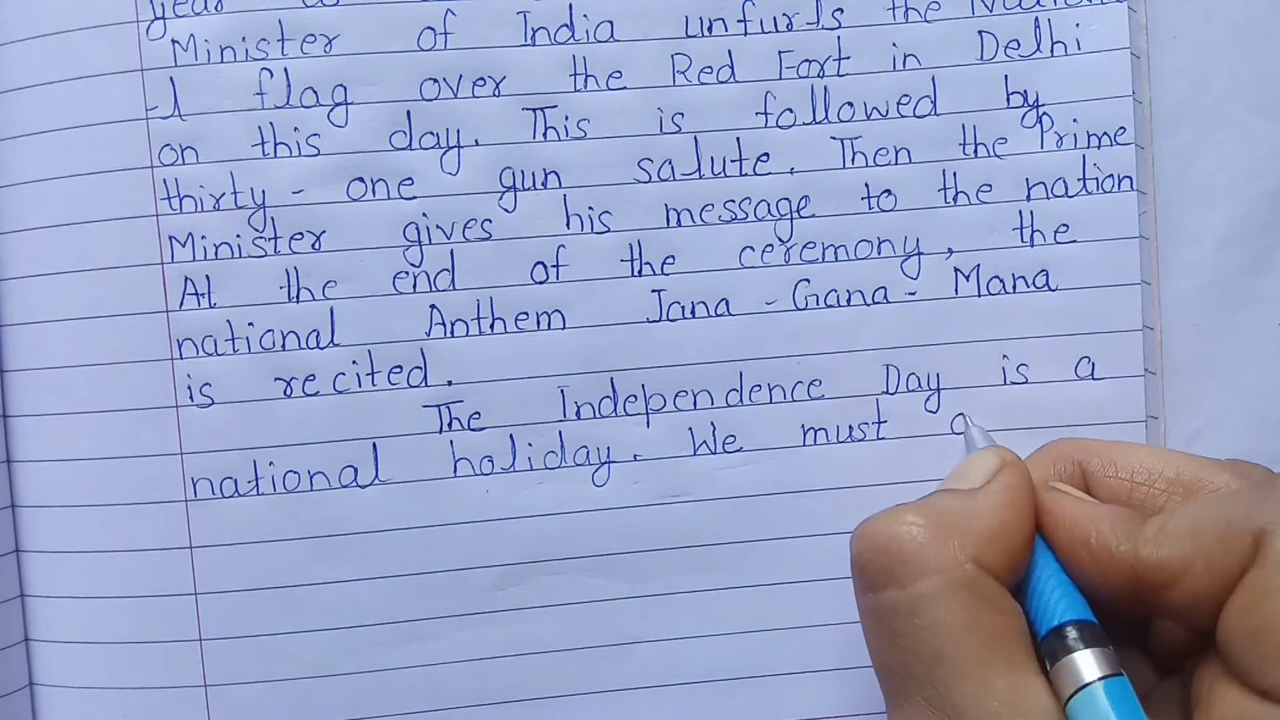 year
Minister of India unfurls the Nationa
-l flag over the Red Fort in Delhi
on this day. This is followed by
thirty-one gun salute. Then the Prime
Minister gives his message to the nation
At the end of the ceremony, the
national Anthem Jana-Gana-Mana
is recited.
The Independence Day is a
national holiday. We must a